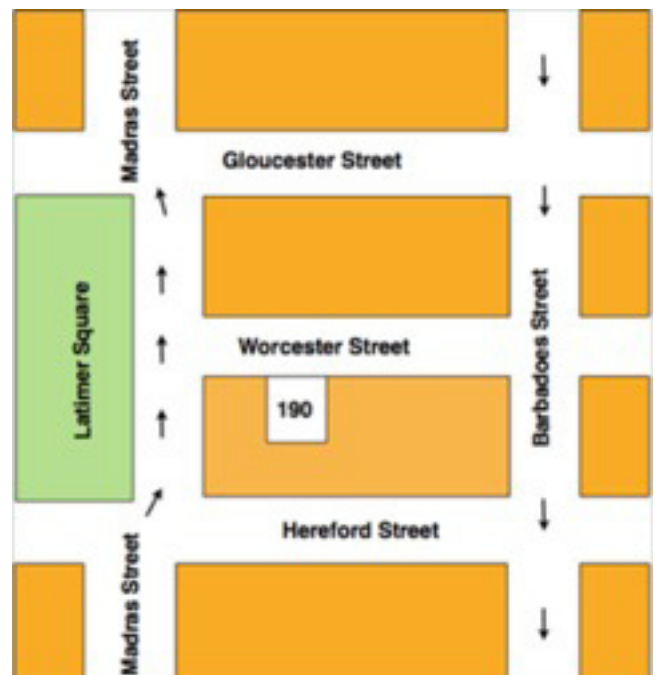 Madras Street
Gloucester Street
Latimer Square
Worcester Street
Barbadoes Street
190
Hereford Street
Madras Street